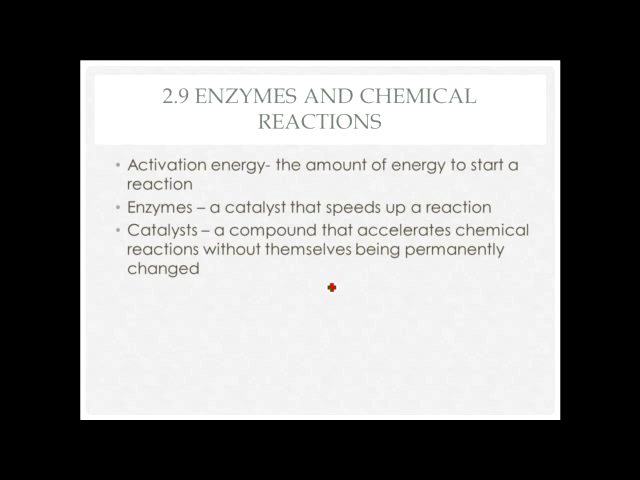 2.9 ENZYMES AND CHEMICAL
REACTIONS
• Activation energy- the amount of energy to start a
reaction
• Enzymes – a catalyst that speeds up a reaction
• Catalysts – a compound that accelerates chemical
reactions without themselves being permanently
changed